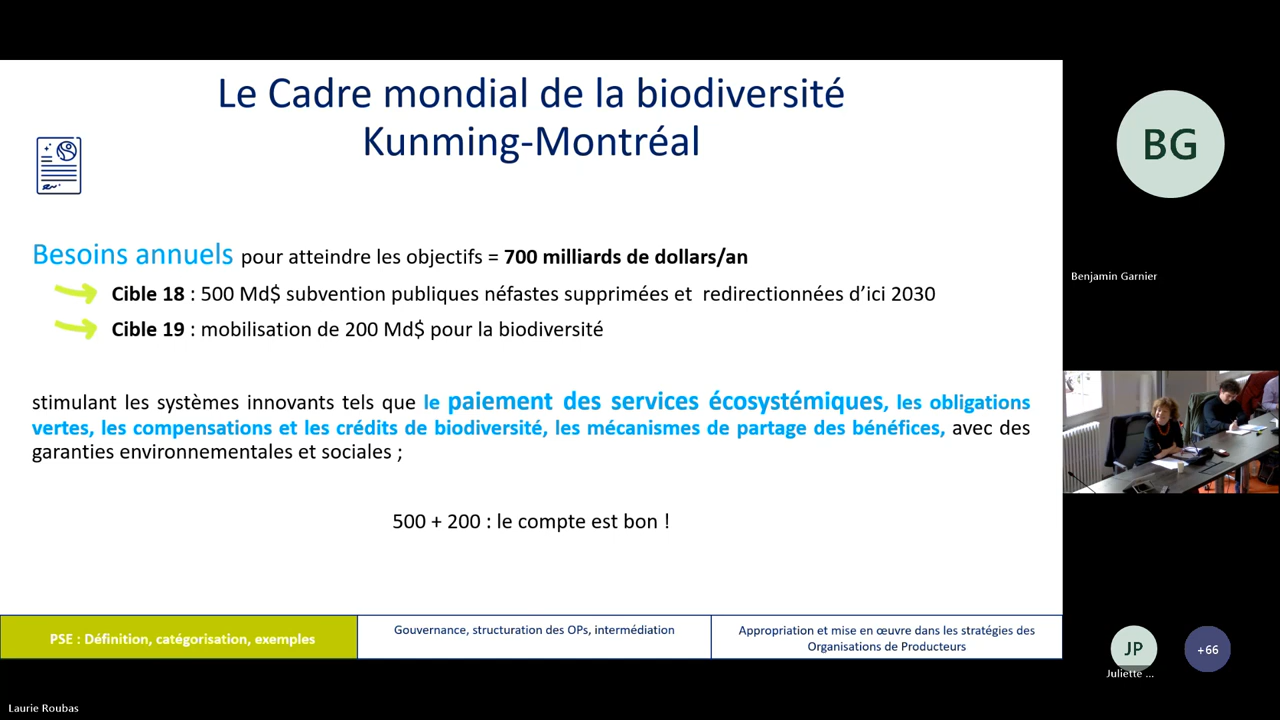 Le Cadre mondial de la biodiversité
Kunming-Montréal
Besoins annuels pour atteindre les objectifs = 700 milliards de dollars/an
Cible 18 : 500 Md$ subvention publiques néfastes supprimées et redirectionnées d'ici 2030
Cible 19 : mobilisation de 200 Md$ pour la biodiversité
stimulant les systèmes innovants tels que le paiement des services écosystémiques, les obligations
vertes, les compensations et les crédits de biodiversité, les mécanismes de partage des bénéfices, avec des
garanties environnementales et sociales ;
500 + 200 : le compte est bon !
PSE : Définition, catégorisation, exemples
Gouvernance, structuration des OPs, intermédiation
Appropriation et mise en œuvre dans les stratégies des
Organisations de Producteurs
BG
Benjamin Garnier
JP
Juliette ...
+66
Laurie Roubas